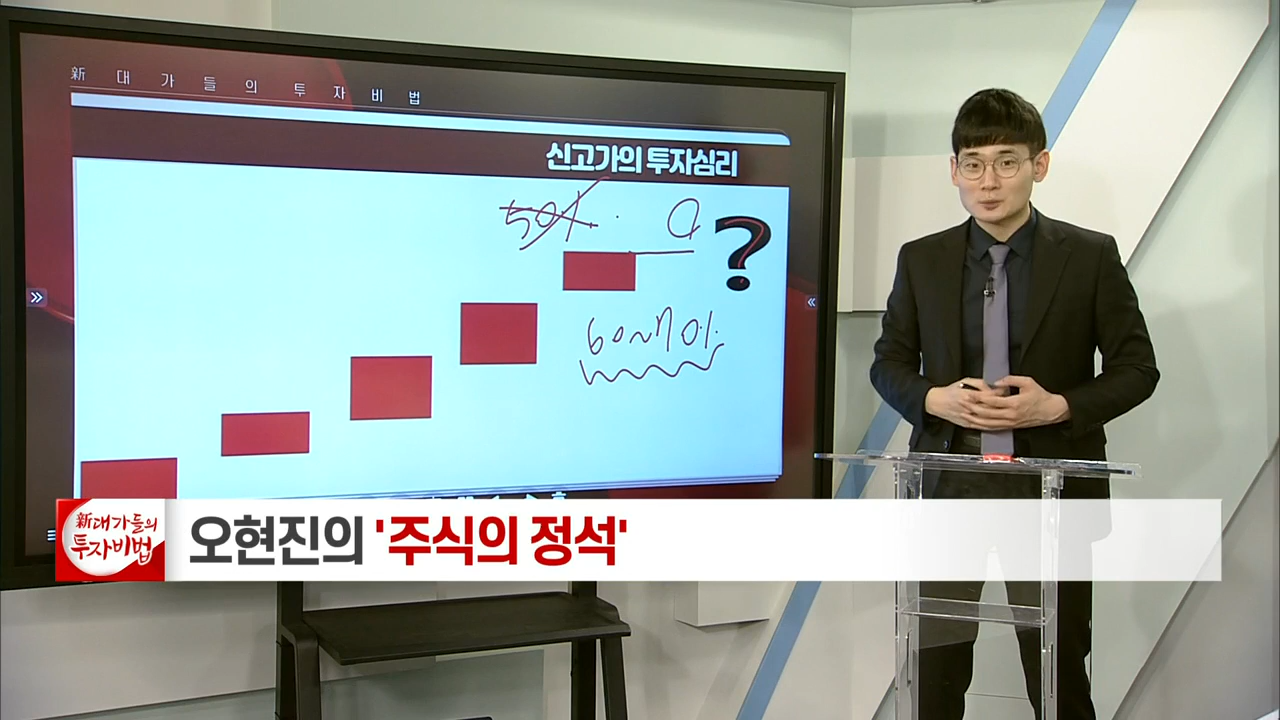 新 대 가 들 의 투 자 비 법
신고가의 투자심리
50%. Q ?
60~70%.
新대가들의
투자비법
오현진의 '주식의 정석'